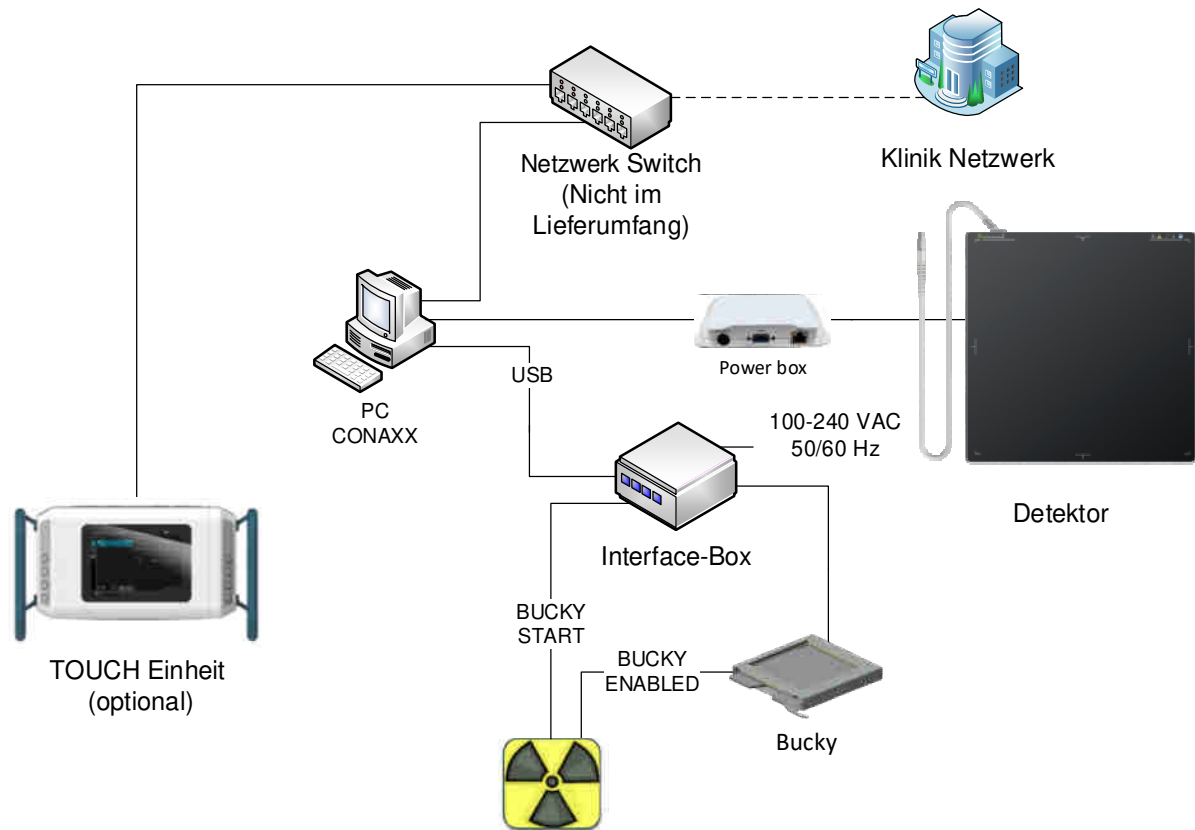 Netzwerk Switch
(Nicht im
Lieferumfang)
Klinik Netzwerk
PC
CONAXX
USB
Power box
100-240 VAC
50/60 Hz
Detektor
Interface-Box
TOUCH Einheit
(optional)
BUCKY
START
BUCKY
ENABLED
Bucky